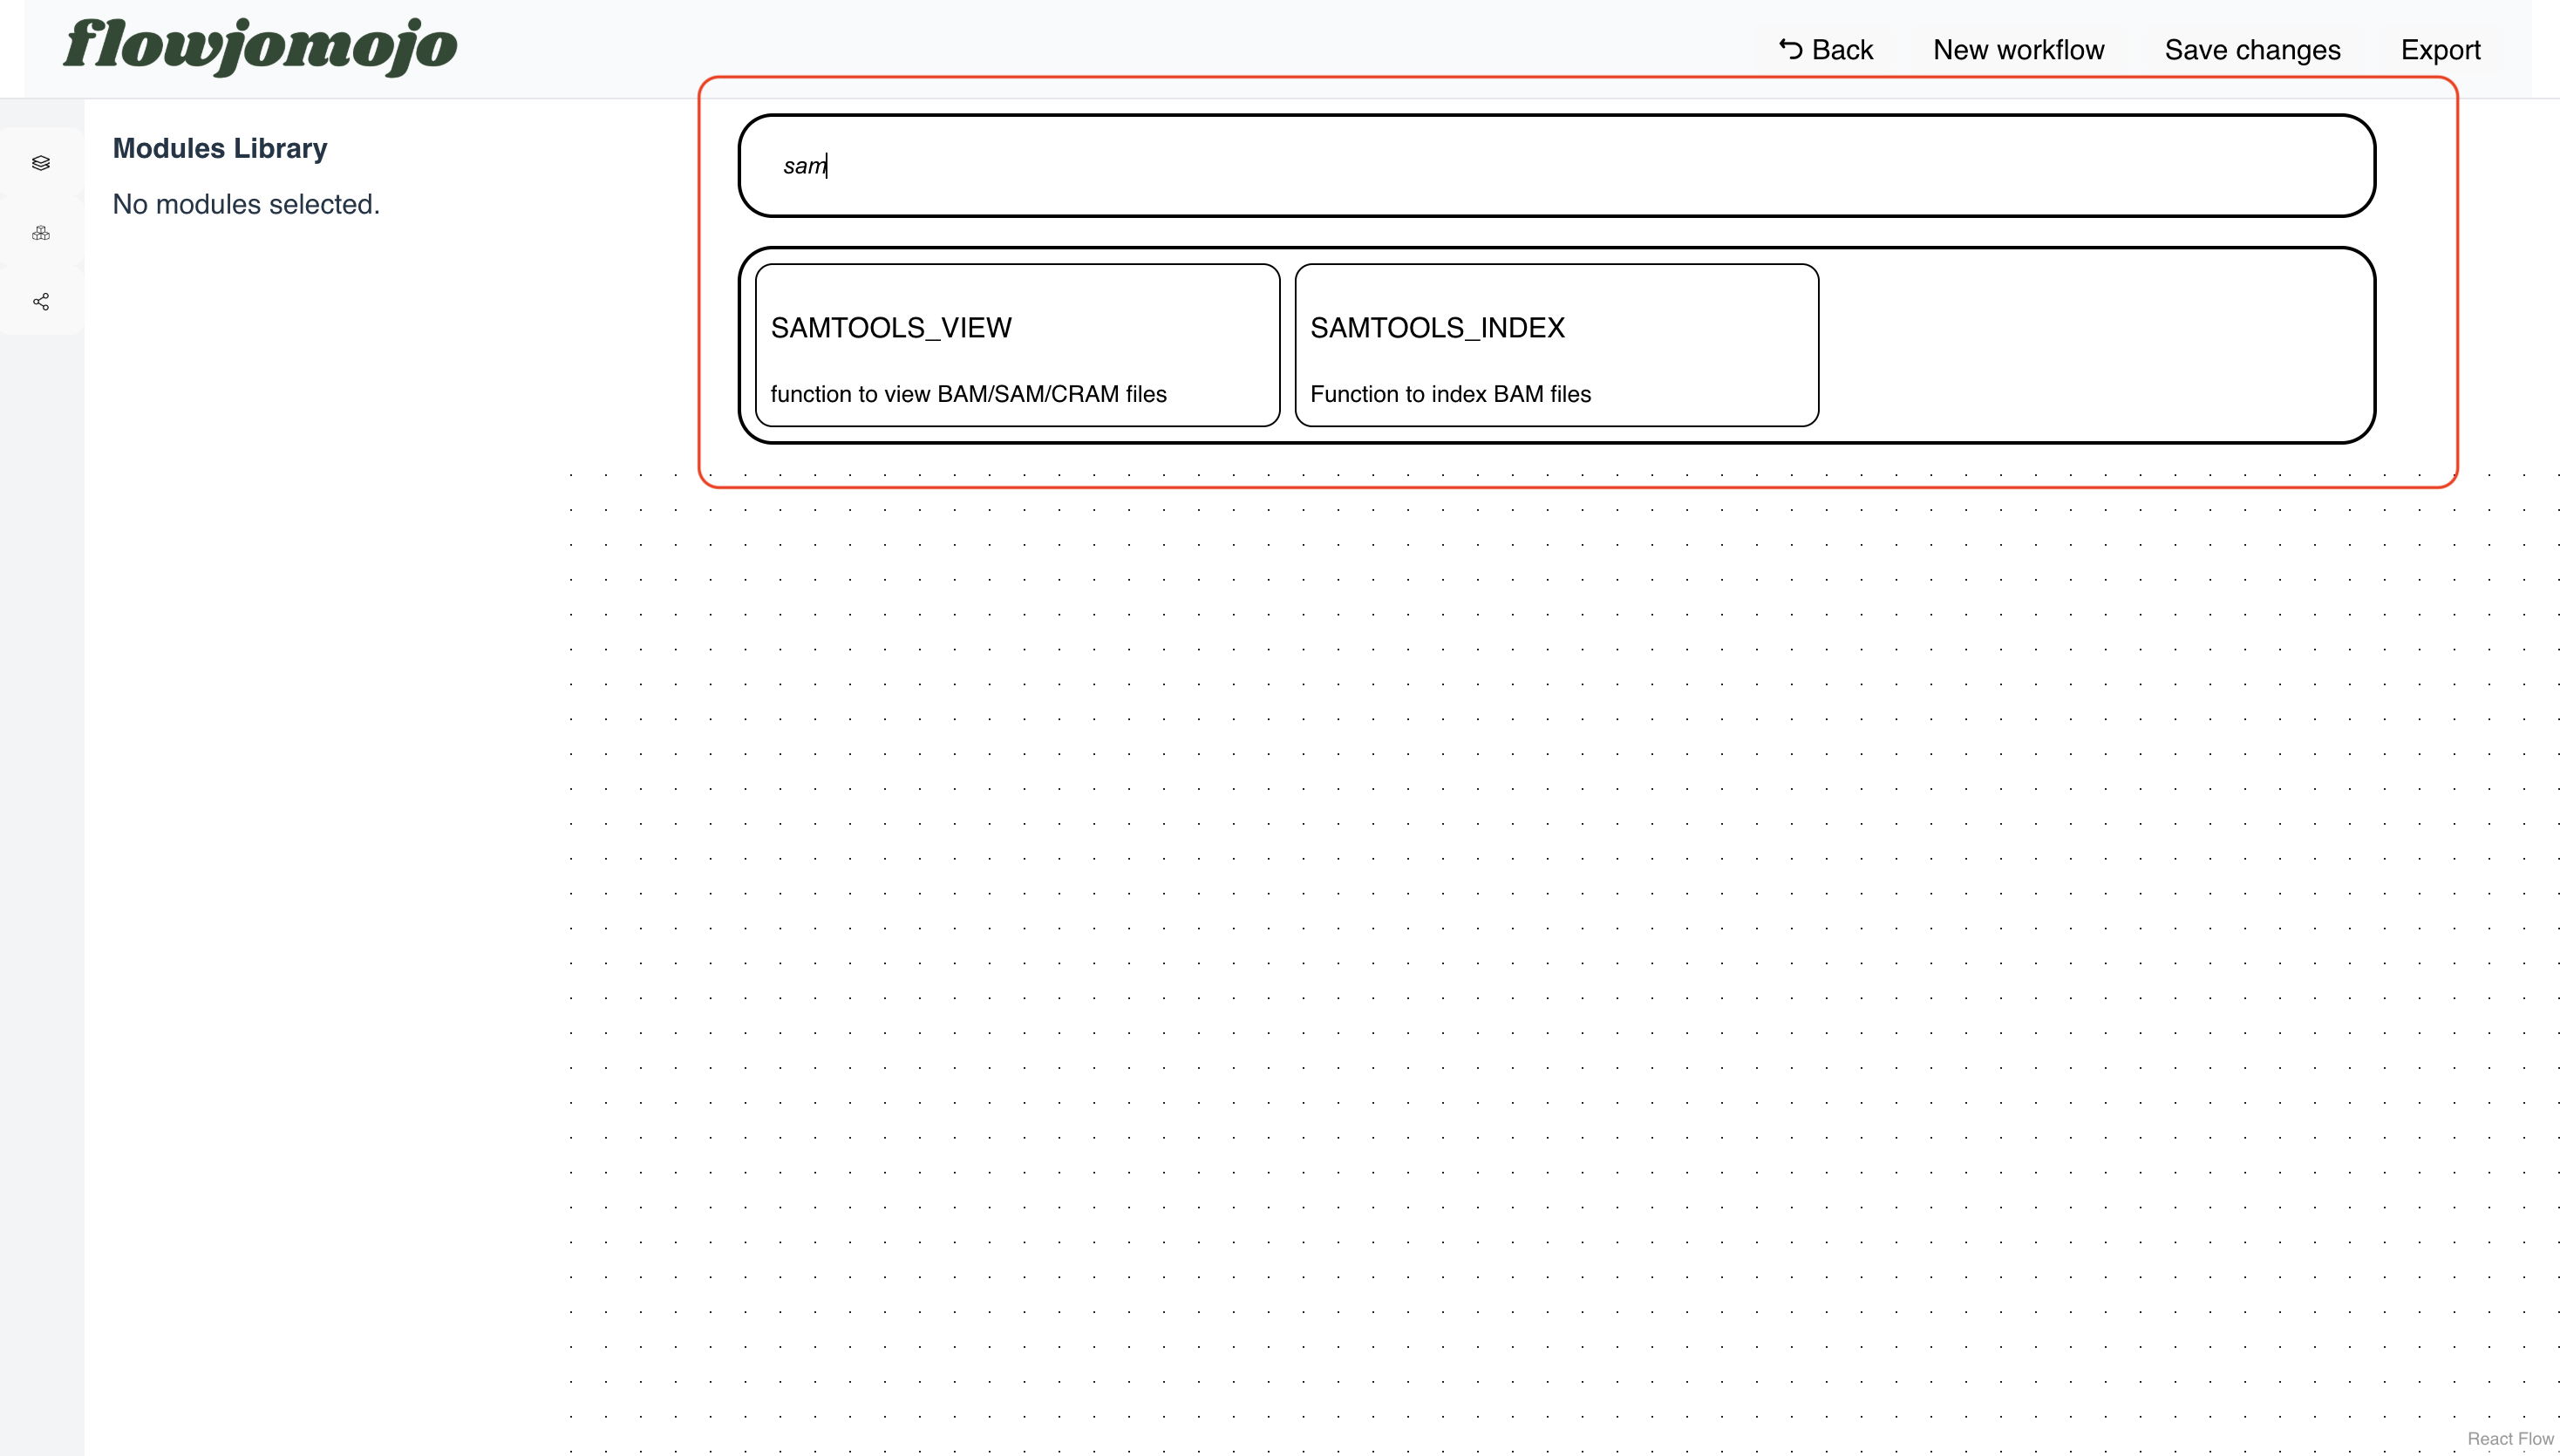 flowjomojo
Back
New workflow
Save changes
Export
Modules Library
No modules selected.
sam
SAMTOOLS_VIEW
function to view BAM/SAM/CRAM files
SAMTOOLS_INDEX
Function to index BAM files
React Flow